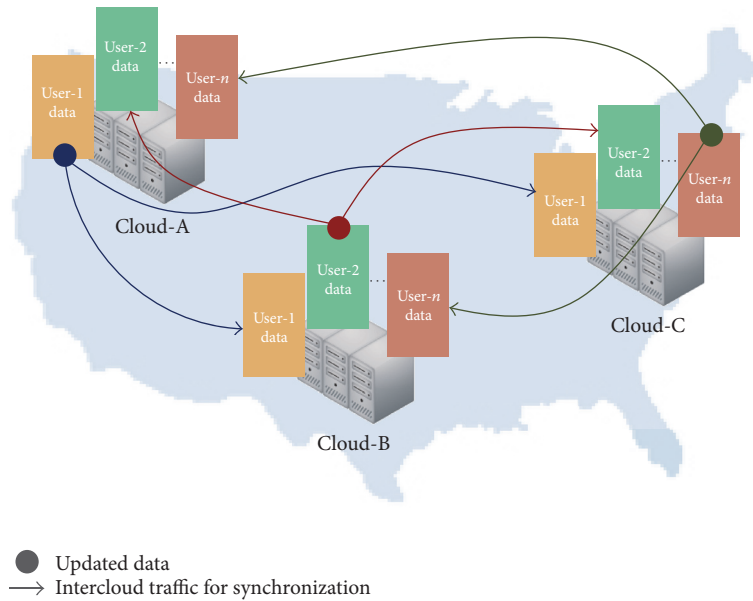 User-1
data
User-2
data
...
User-n
data
Cloud-A
User-1
data
User-2
data
...
User-n
data
Cloud-B
User-1
data
User-2
data
...
User-n
data
Cloud-C
Updated data
Intercloud traffic for synchronization